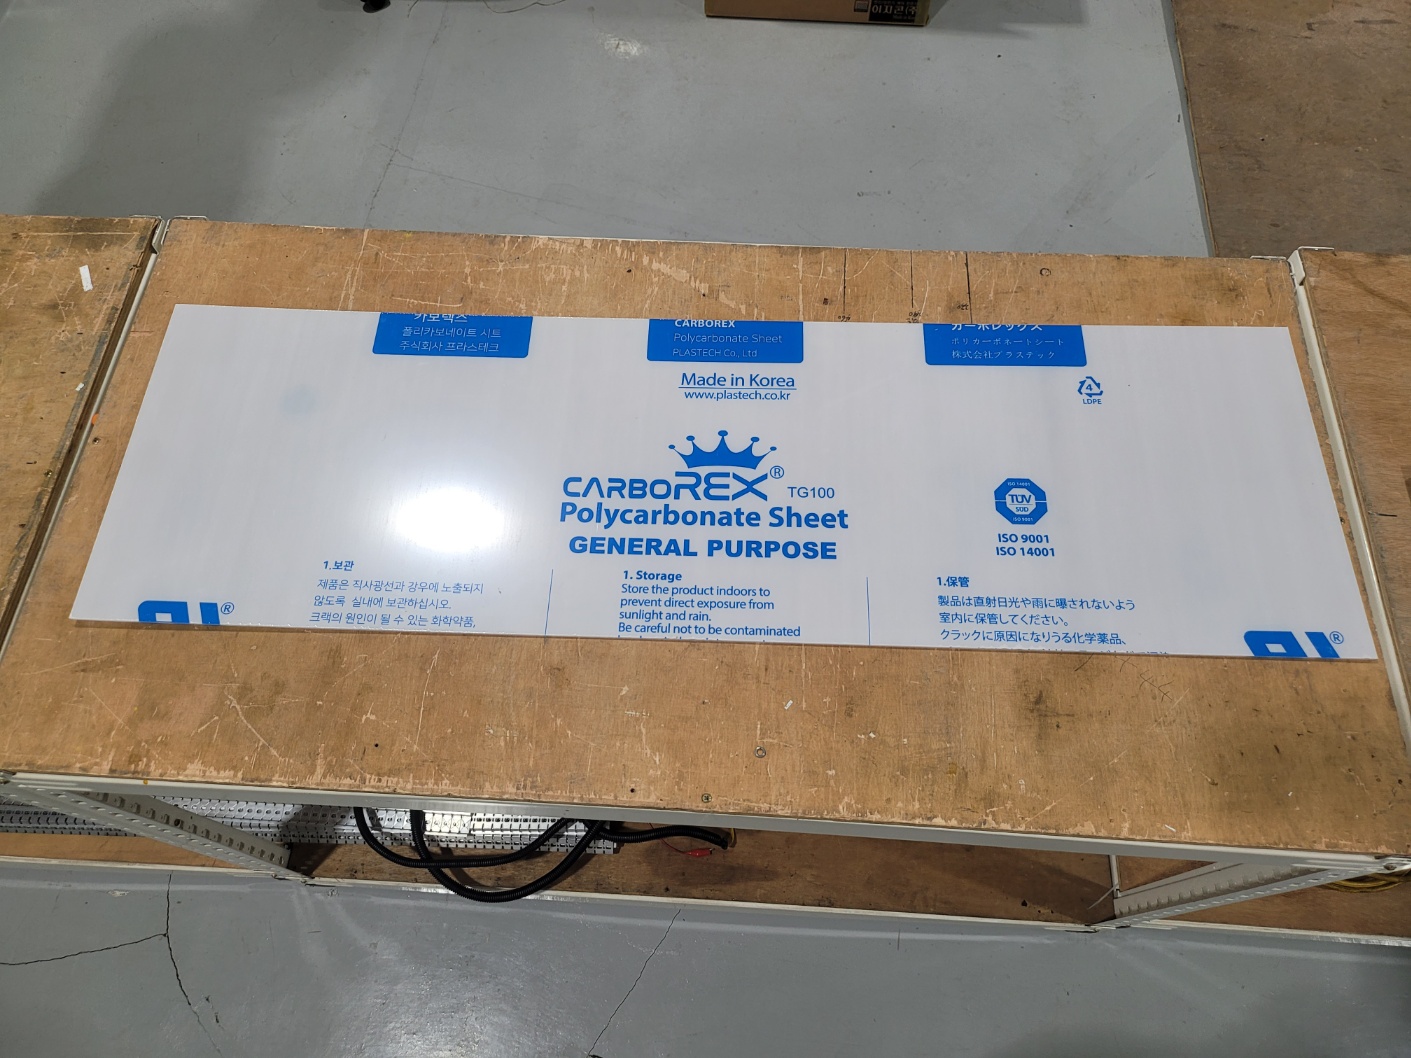 이지콘(주
카보렉스
폴리카보네이트 시트
주식회사 프라스테크
CARBOREX
Polycarbonate Sheet
PLASTECH Co., Ltd
カーボレックス
ポリカーボネートシート
株式会社プラステック
Made in Korea
www.plastech.co.kr
4
LDPE
CARBOREX® TG100
Polycarbonate Sheet
GENERAL PURPOSE
ISO 14001
TÜV
SÜD
ISO 9001
ISO 9001
ISO 14001
1.보관
제품은 직사광선과 강우에 노출되지
않도록 실내에 보관하십시오.
크랙의 원인이 될 수 있는 화학약품,
1. Storage
Store the product indoors to
prevent direct exposure from
sunlight and rain.
Be careful not to be contaminated
1.保管
製品は直射日光や雨に曝されないよう
室内に保管してください。
クラックに原因になりうる化学薬品、
®
®